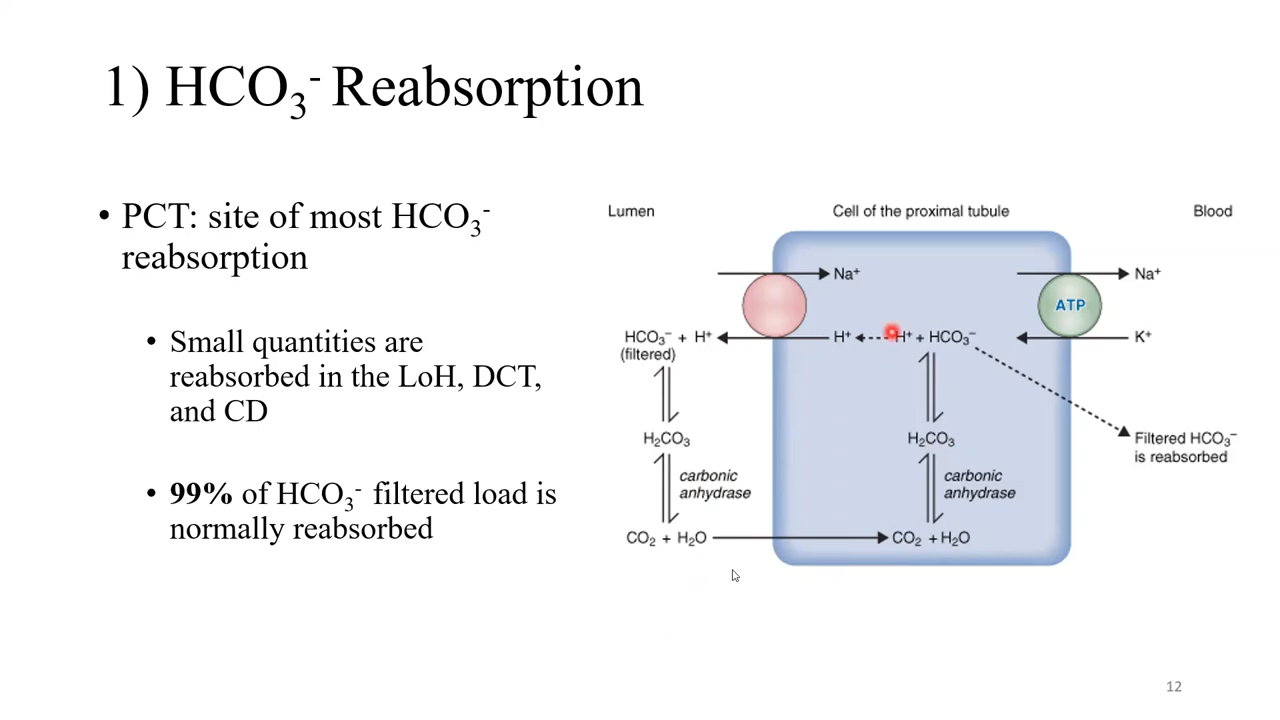 1) HCO₃⁻ Reabsorption
• PCT: site of most HCO₃⁻
reabsorption
• Small quantities are
reabsorbed in the LoH, DCT,
and CD
• 99% of HCO₃⁻ filtered load is
normally reabsorbed
Lumen
Cell of the proximal tubule
Blood
Na⁺
Na⁺
ATP
HCO₃⁻ + H⁺
(filtered)
H⁺
H⁺ + HCO₃⁻
K⁺
H₂CO₃
H₂CO₃
Filtered HCO₃⁻
is reabsorbed
carbonic
anhydrase
carbonic
anhydrase
CO₂ + H₂O
CO₂ + H₂O
12